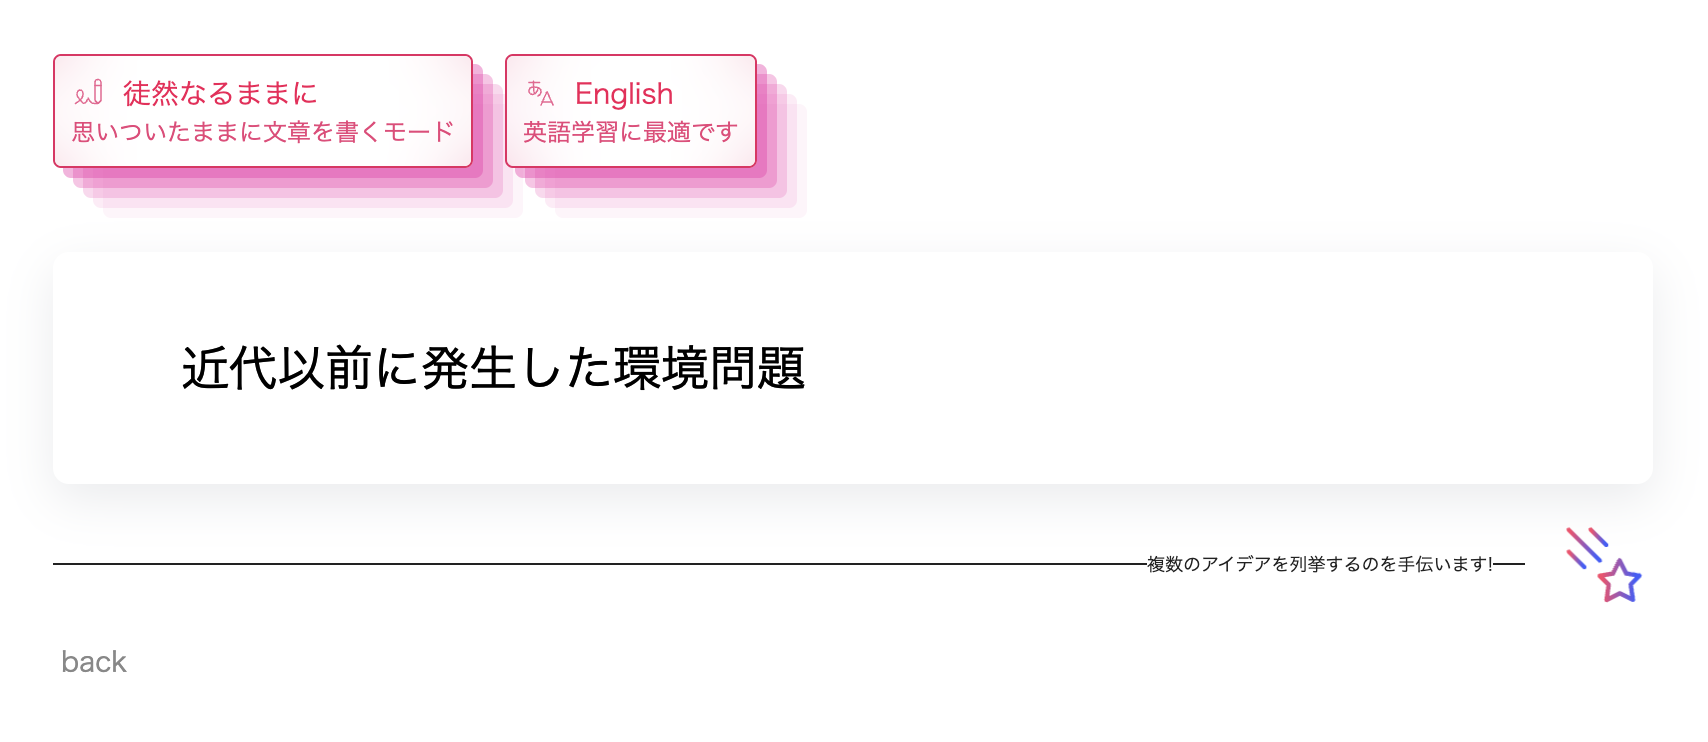 徒然なるままに
思いついたままに文章を書くモード
English
英語学習に最適です
近代以前に発生した環境問題
複数のアイデアを列挙するのを手伝います!
back